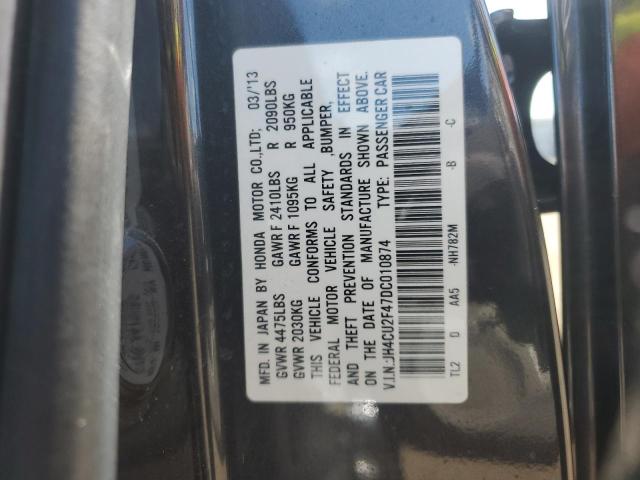 MFD. IN JAPAN BY HONDA MOTOR CO.,LTD; 03/'13
GVWR 4475LBS GAWR F 2410LBS R 2090LBS
GVWR 2030KG GAWR F 1095KG R 950KG
THIS VEHICLE CONFORMS TO ALL APPLICABLE
FEDERAL MOTOR VEHICLE SAFETY ,BUMPER,
AND THEFT PREVENTION STANDARDS IN EFFECT
ON THE DATE OF MANUFACTURE SHOWN ABOVE.
V.I.N.:JH4CU2F47DC010874 TYPE: PASSENGER CAR
TL2 D AA5 -NH782M -B -C